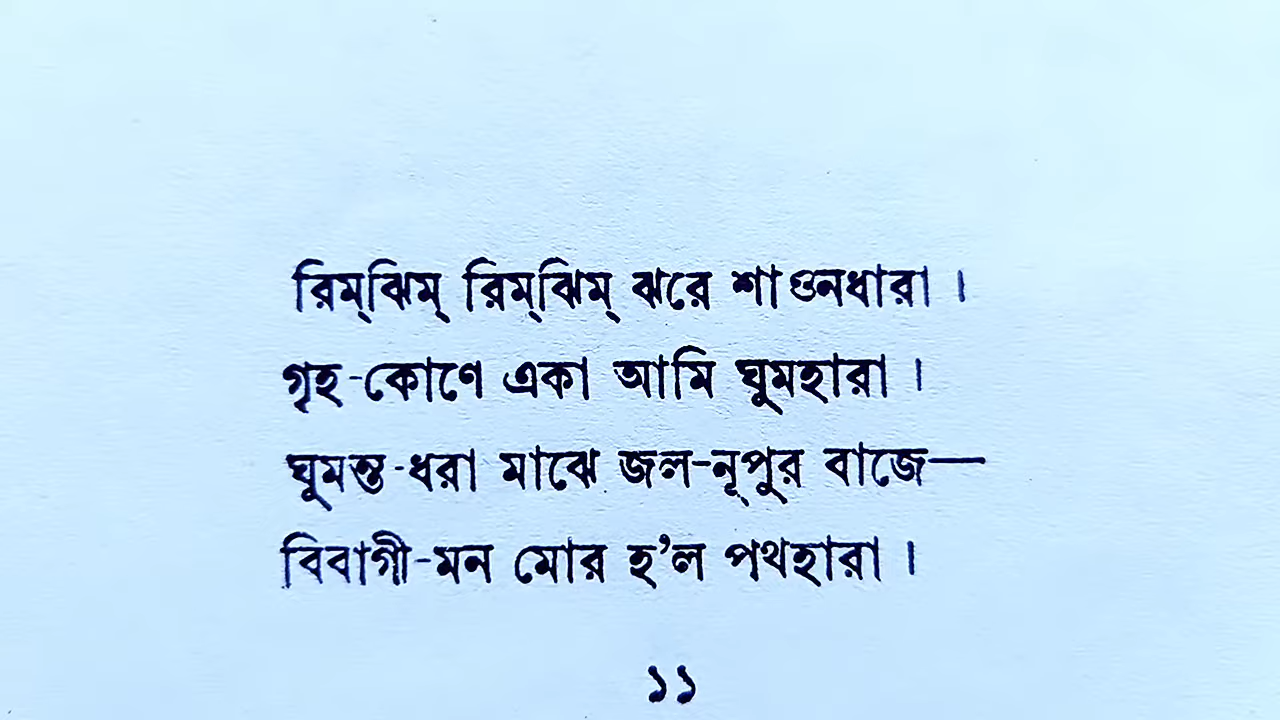 রিম্‌ঝিম্ রিম্‌ঝিম্ ঝরে শাওনধারা ।
গৃহ-কোণে একা আমি ঘুমহারা ।
ঘুমন্ত-ধরা মাঝে জল-নূপুর বাজে—
বিবাগী-মন মোর হ’ল পথহারা ।
১১